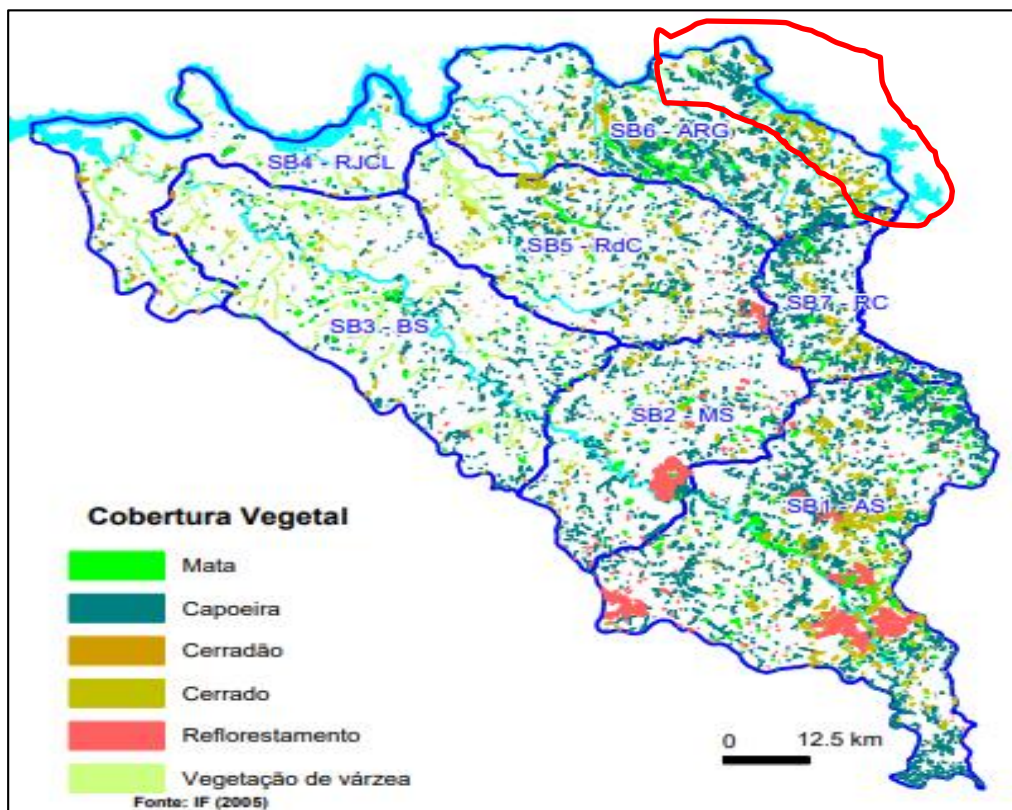 SB6 - ARG
SB4 - RJCL
SB5 - RdC
SB7 - RC
SB3 - BS
SB2 - MS
SB1 - AS
Cobertura Vegetal
Mata
Capoeira
Cerradão
Cerrado
Reflorestamento
Vegetação de várzea
Fonte: IF (2005)
0 12.5 km